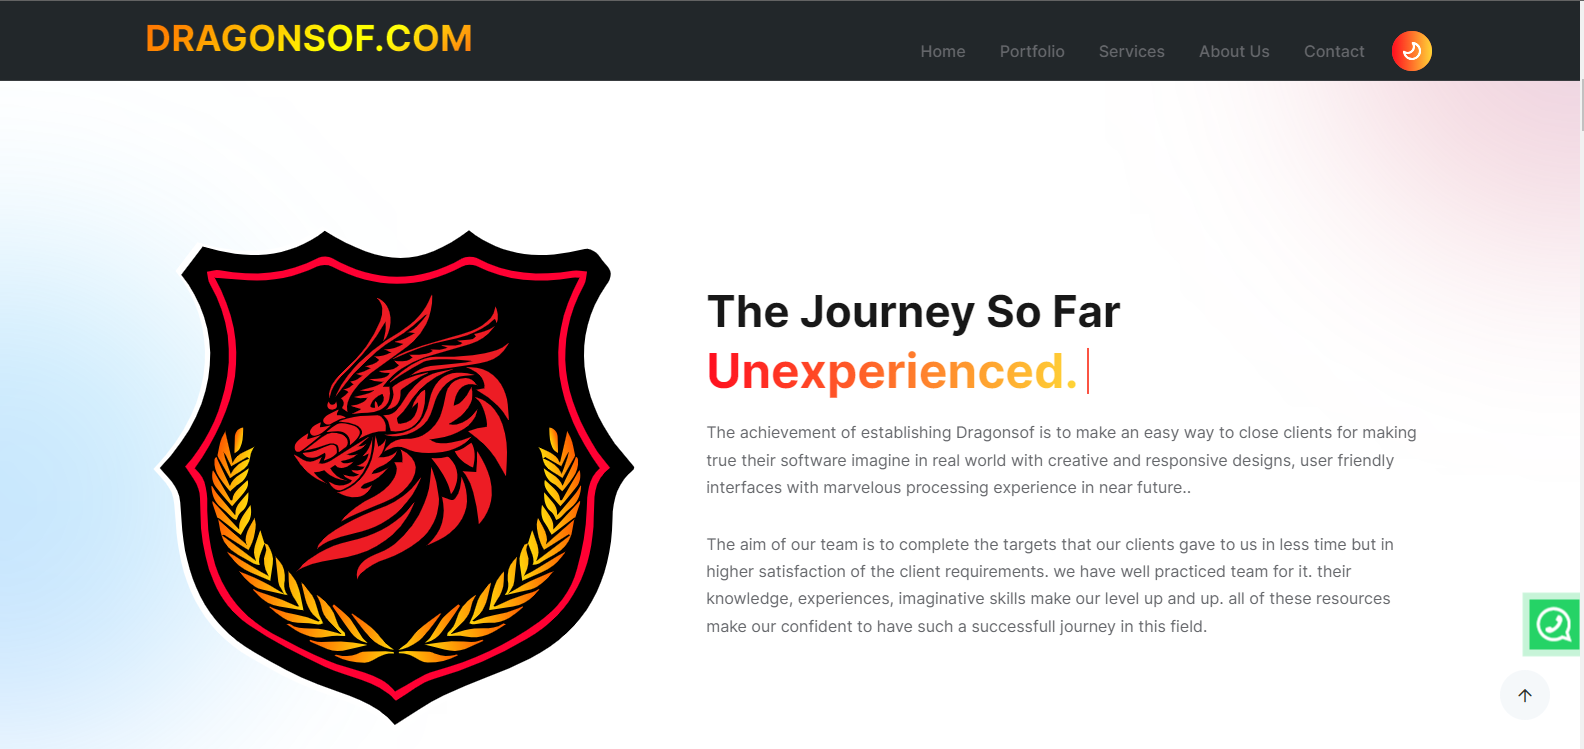 DRAGONSOF.COM
Home Portfolio Services About Us Contact
The Journey So Far
Unexperienced.
The achievement of establishing Dragonsof is to make an easy way to close clients for making
true their software imagine in real world with creative and responsive designs, user friendly
interfaces with marvelous processing experience in near future..
The aim of our team is to complete the targets that our clients gave to us in less time but in
higher satisfaction of the client requirements. we have well practiced team for it. their
knowledge, experiences, imaginative skills make our level up and up. all of these resources
make our confident to have such a successfull journey in this field.